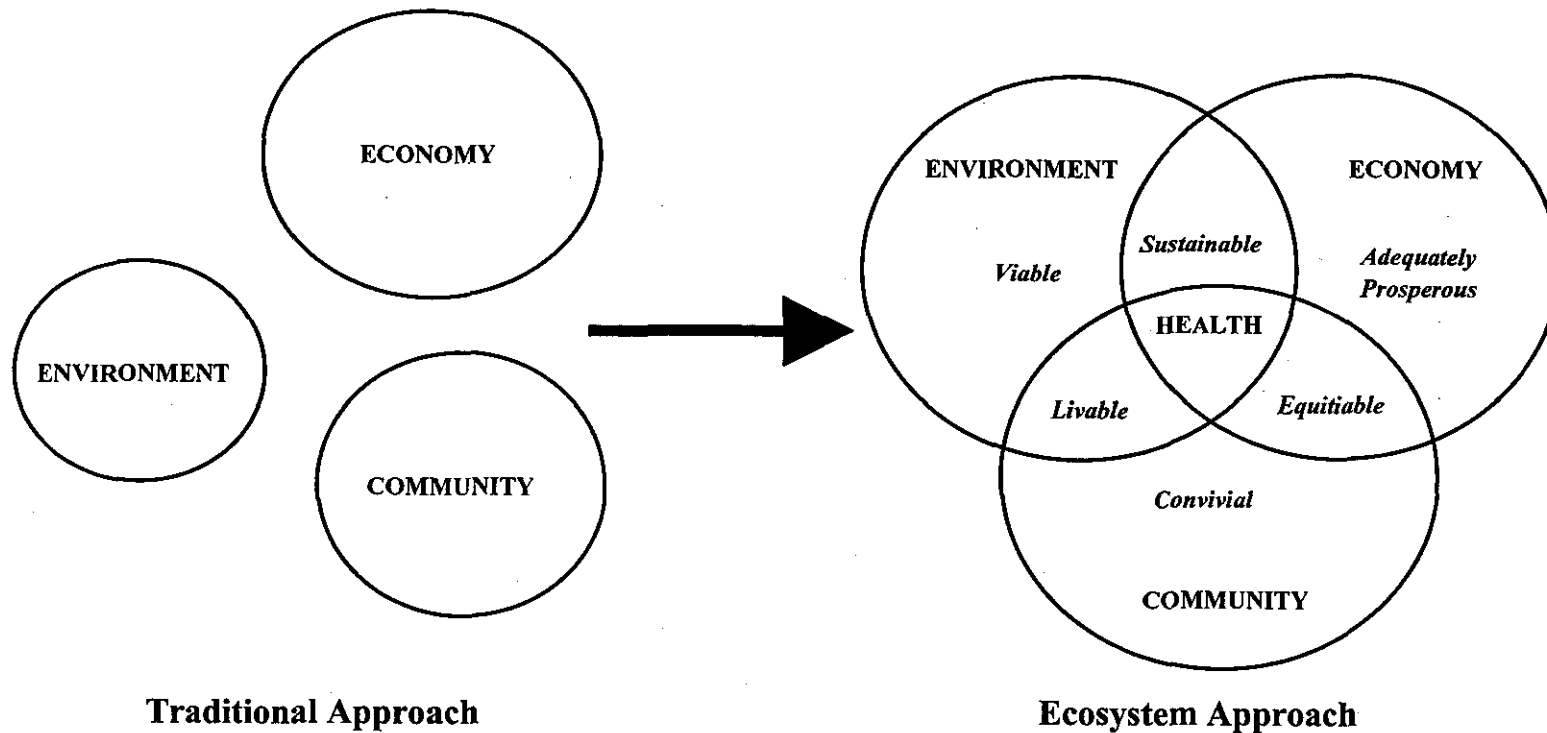 ECONOMY
ENVIRONMENT
COMMUNITY
Traditional Approach
ENVIRONMENT
ECONOMY
Sustainable
Viable
Adequately
Prosperous
HEALTH
Livable
Equitiable
Convivial
COMMUNITY
Ecosystem Approach